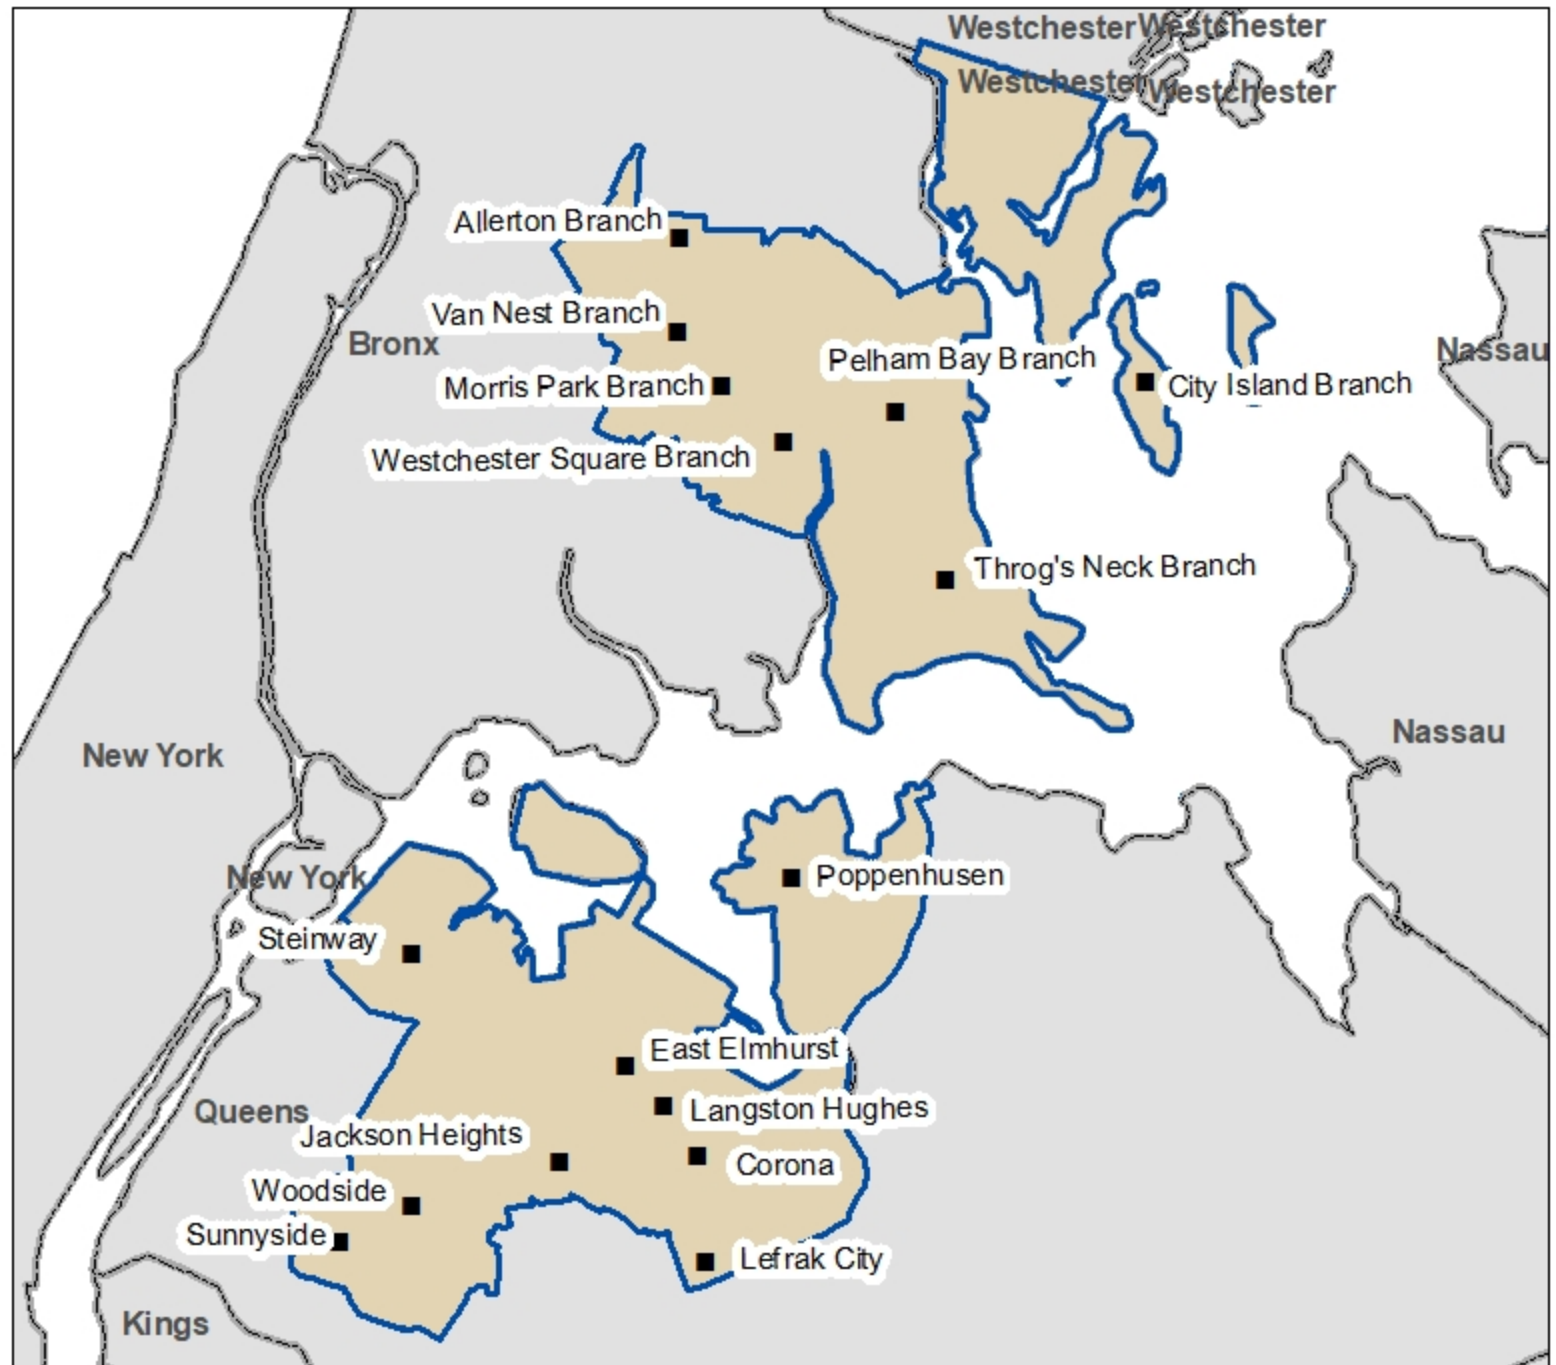 Westchester Westchester
Westchester Westchester
Allerton Branch
Van Nest Branch
Bronx
Nassau
Pelham Bay Branch
Morris Park Branch
City Island Branch
Westchester Square Branch
Throg's Neck Branch
Nassau
New York
Poppenhusen
New York
Steinway
East Elmhurst
Queens
Langston Hughes
Jackson Heights
Corona
Woodside
Sunnyside
Lefrak City
Kings